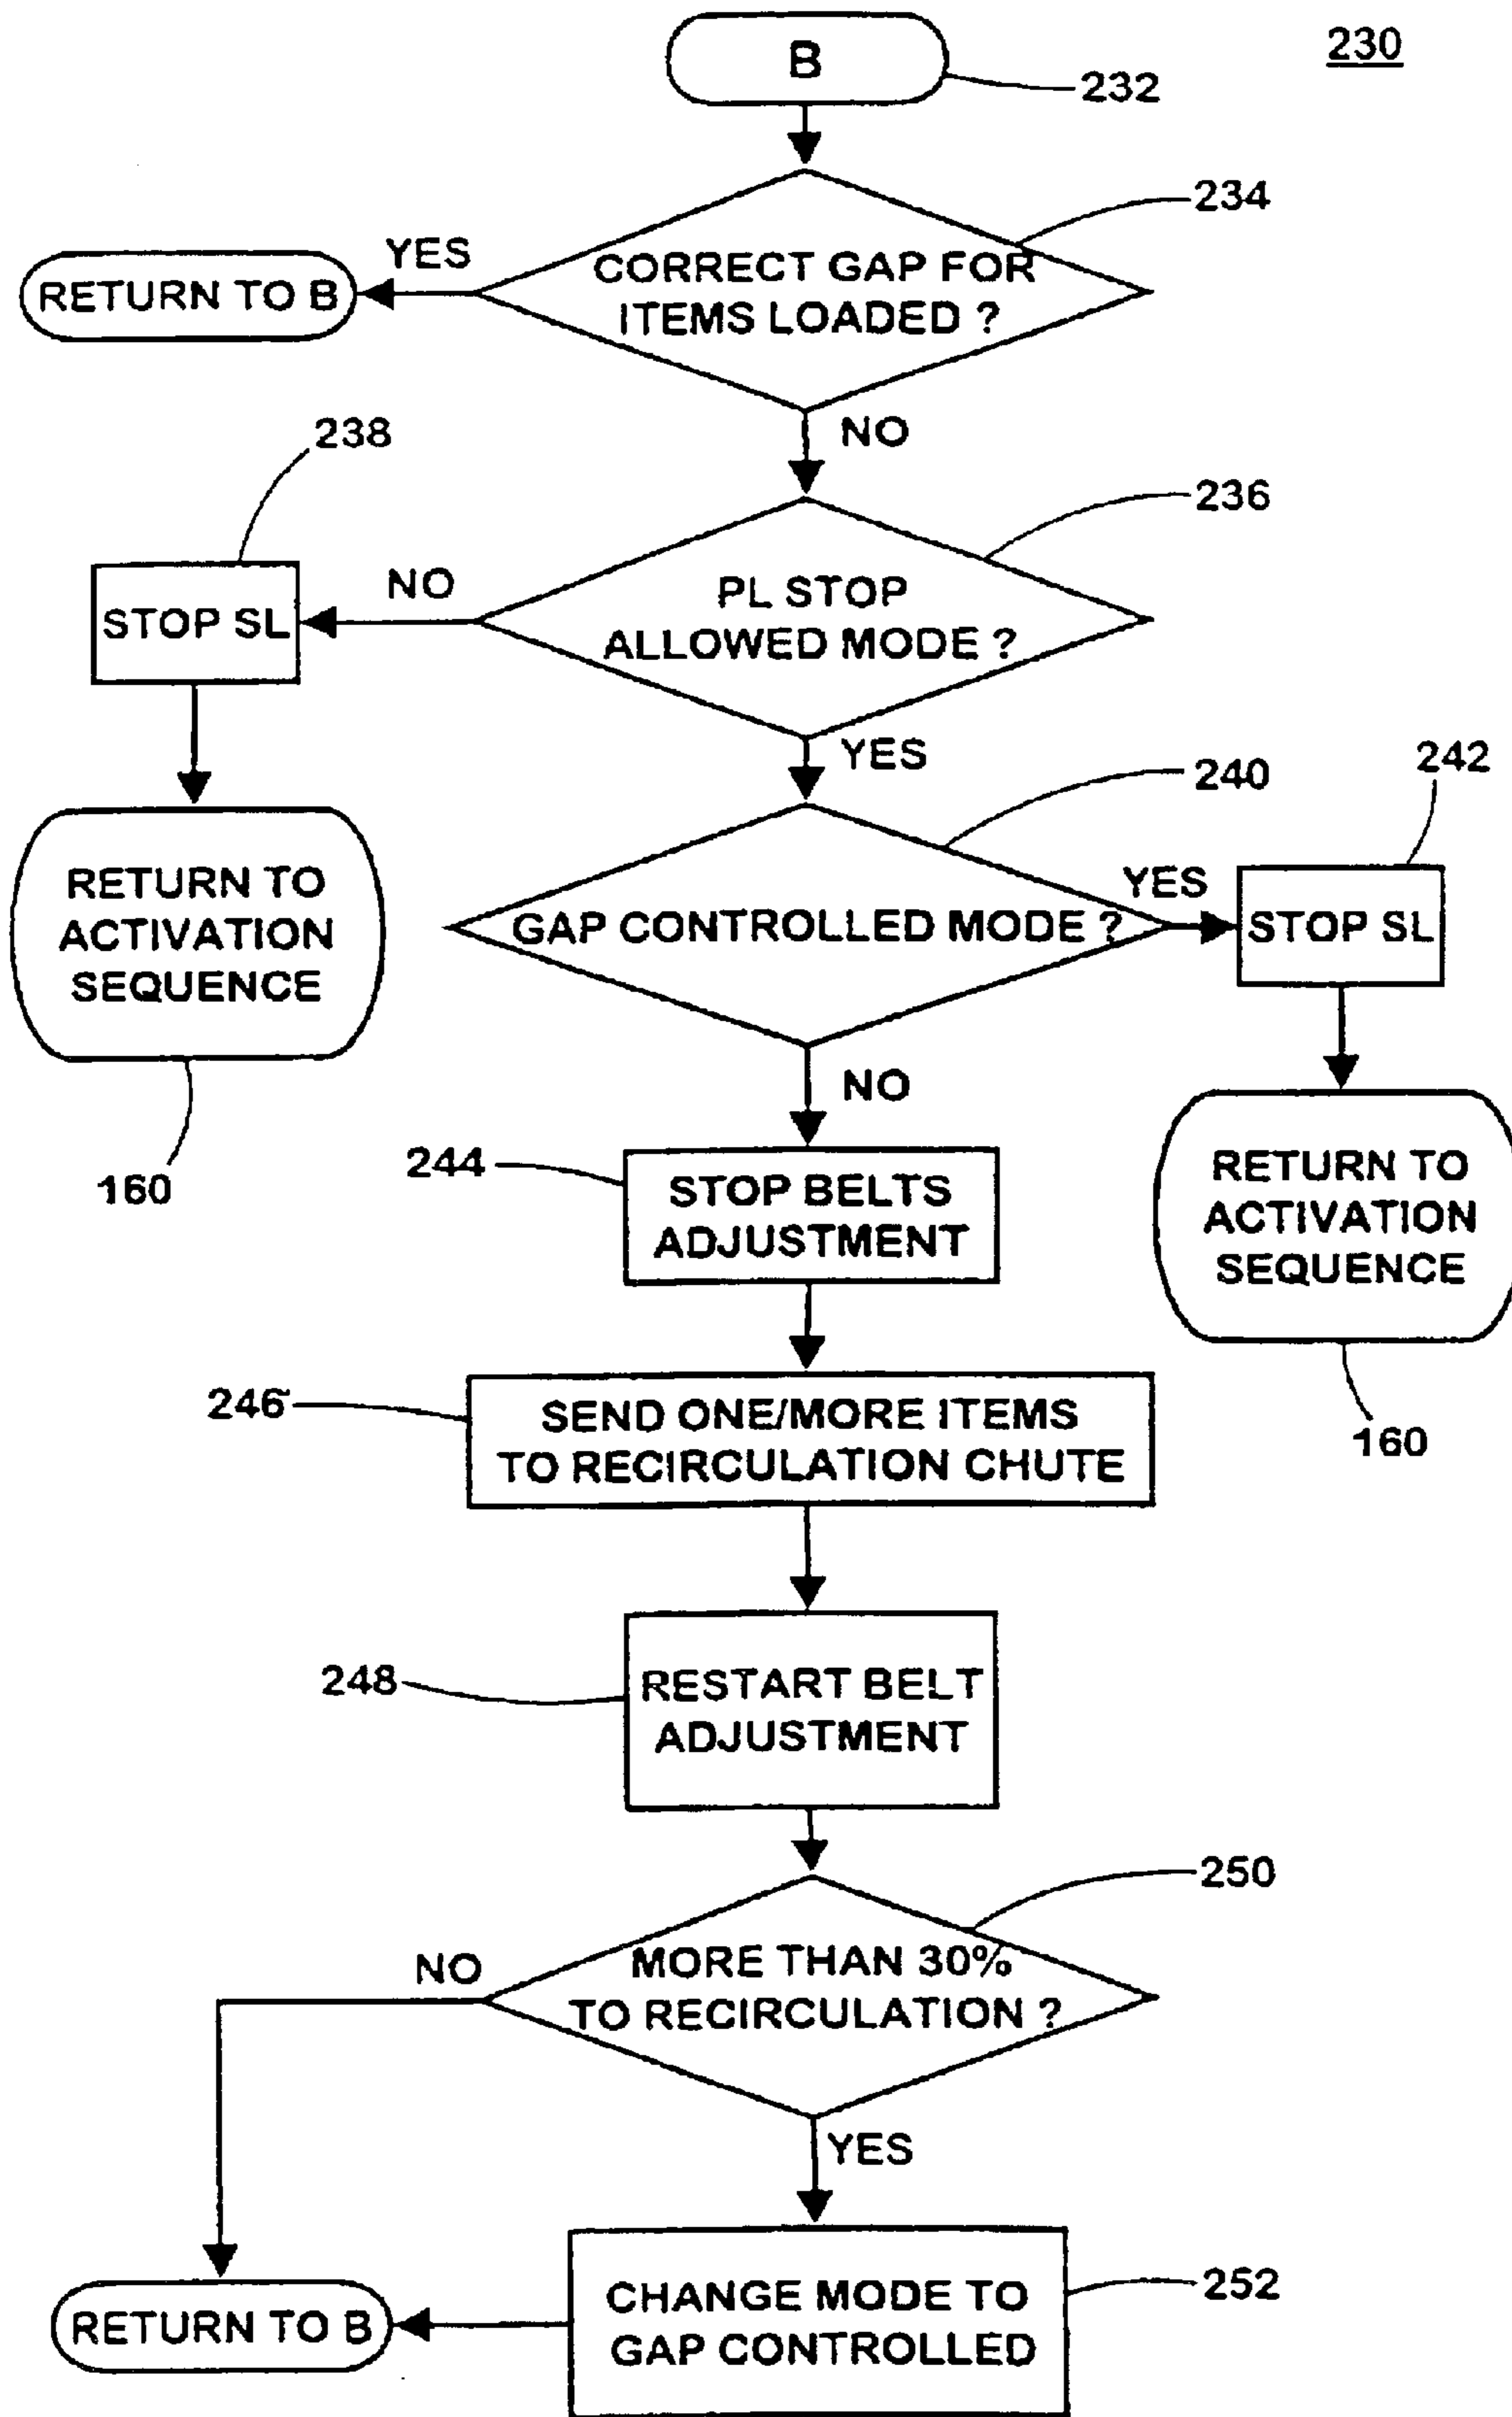 230
B
232
234
YES
CORRECT GAP FOR
ITEMS LOADED ?
RETURN TO B
NO
238
236
NO
PL STOP
ALLOWED MODE ?
STOP SL
YES
240
242
RETURN TO
ACTIVATION
SEQUENCE
GAP CONTROLLED MODE ?
YES
STOP SL
160
NO
244
STOP BELTS
ADJUSTMENT
RETURN TO
ACTIVATION
SEQUENCE
246
SEND ONE/MORE ITEMS
TO RECIRCULATION CHUTE
160
248
RESTART BELT
ADJUSTMENT
250
NO
MORE THAN 30%
TO RECIRCULATION ?
YES
252
CHANGE MODE TO
GAP CONTROLLED
RETURN TO B